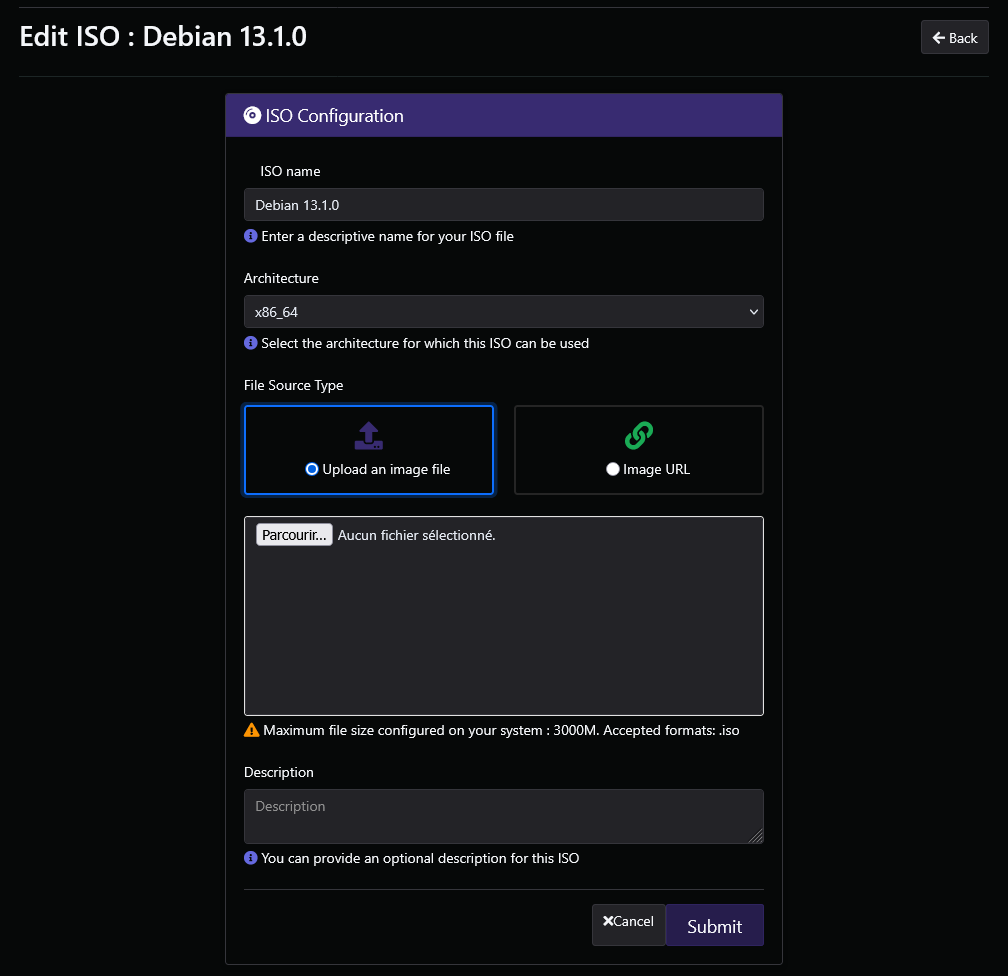 Edit ISO : Debian 13.1.0
Back
ISO Configuration
ISO name
Debian 13.1.0
Enter a descriptive name for your ISO file
Architecture
x86_64
Select the architecture for which this ISO can be used
File Source Type
Upload an image file
Image URL
Parcourir... Aucun fichier sélectionné.
Maximum file size configured on your system : 3000M. Accepted formats: .iso
Description
Description
You can provide an optional description for this ISO
Cancel
Submit